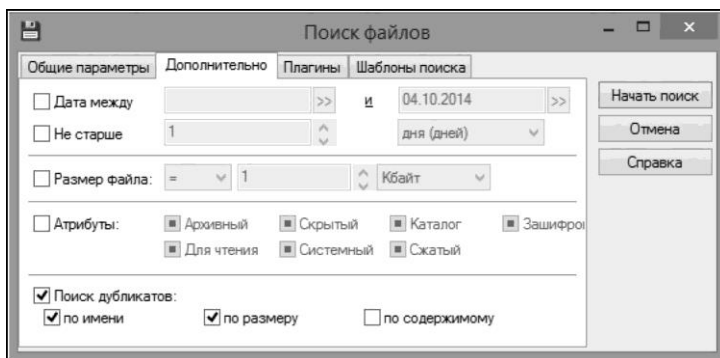 Поиск файлов
Общие параметры Дополнительно Плагины Шаблоны поиска
Дата между >> и 04.10.2014 >> Начать поиск
Не старше 1 дня (дней) Отмена
Справка
Размер файла: = 1 Кбайт
Атрибуты: Архивный Скрытый Каталог Зашифро
Для чтения Системный Сжатый
Поиск дубликатов:
по имени по размеру по содержимому